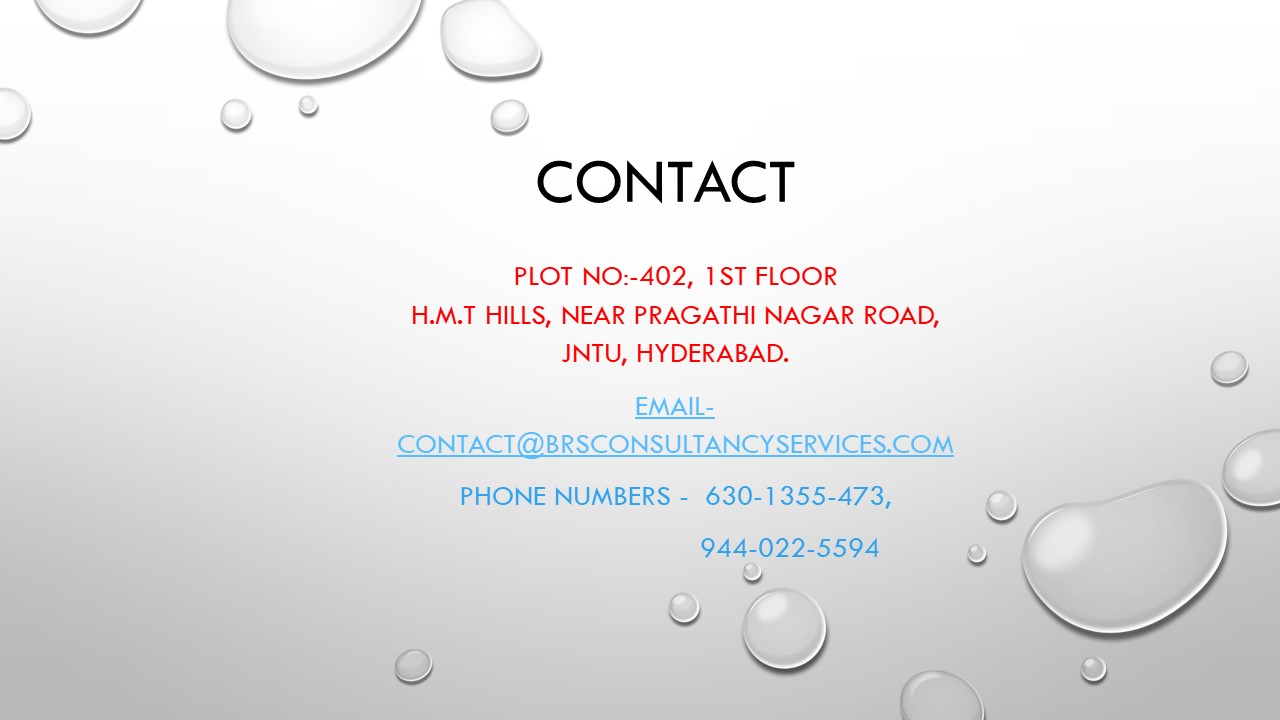 CONTACT
PLOT NO:-402, 1ST FLOOR
H.M.T HILLS, NEAR PRAGATHI NAGAR ROAD,
JNTU, HYDERABAD.
EMAIL-
CONTACT@BRSCONSULTANCYSERVICES.COM
PHONE NUMBERS -  630-1355-473,
944-022-5594